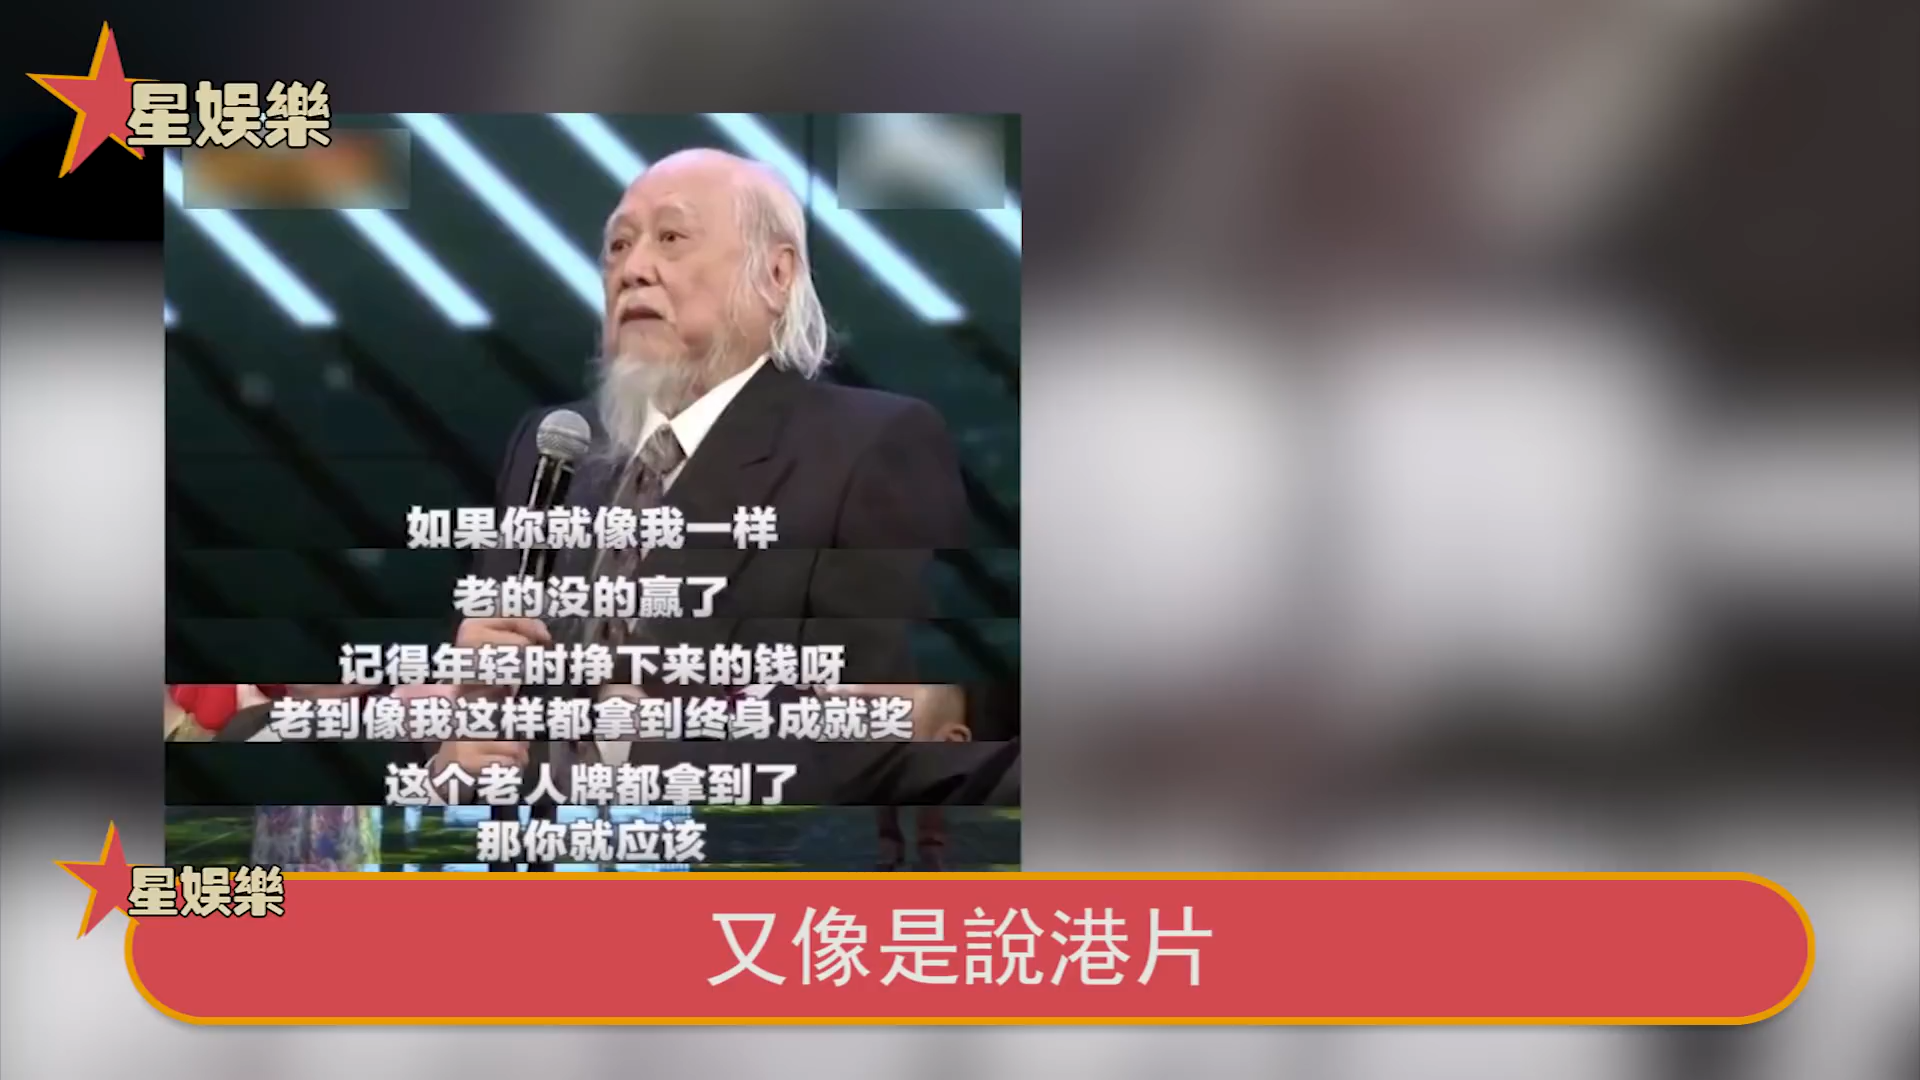 星娱樂
如果你就像我一样
老的没的赢了
记得年轻时挣下来的钱呀
老到像我这样都拿到终身成就奖
这个老人牌都拿到了
那你就应该
星娱樂
又像是說港片